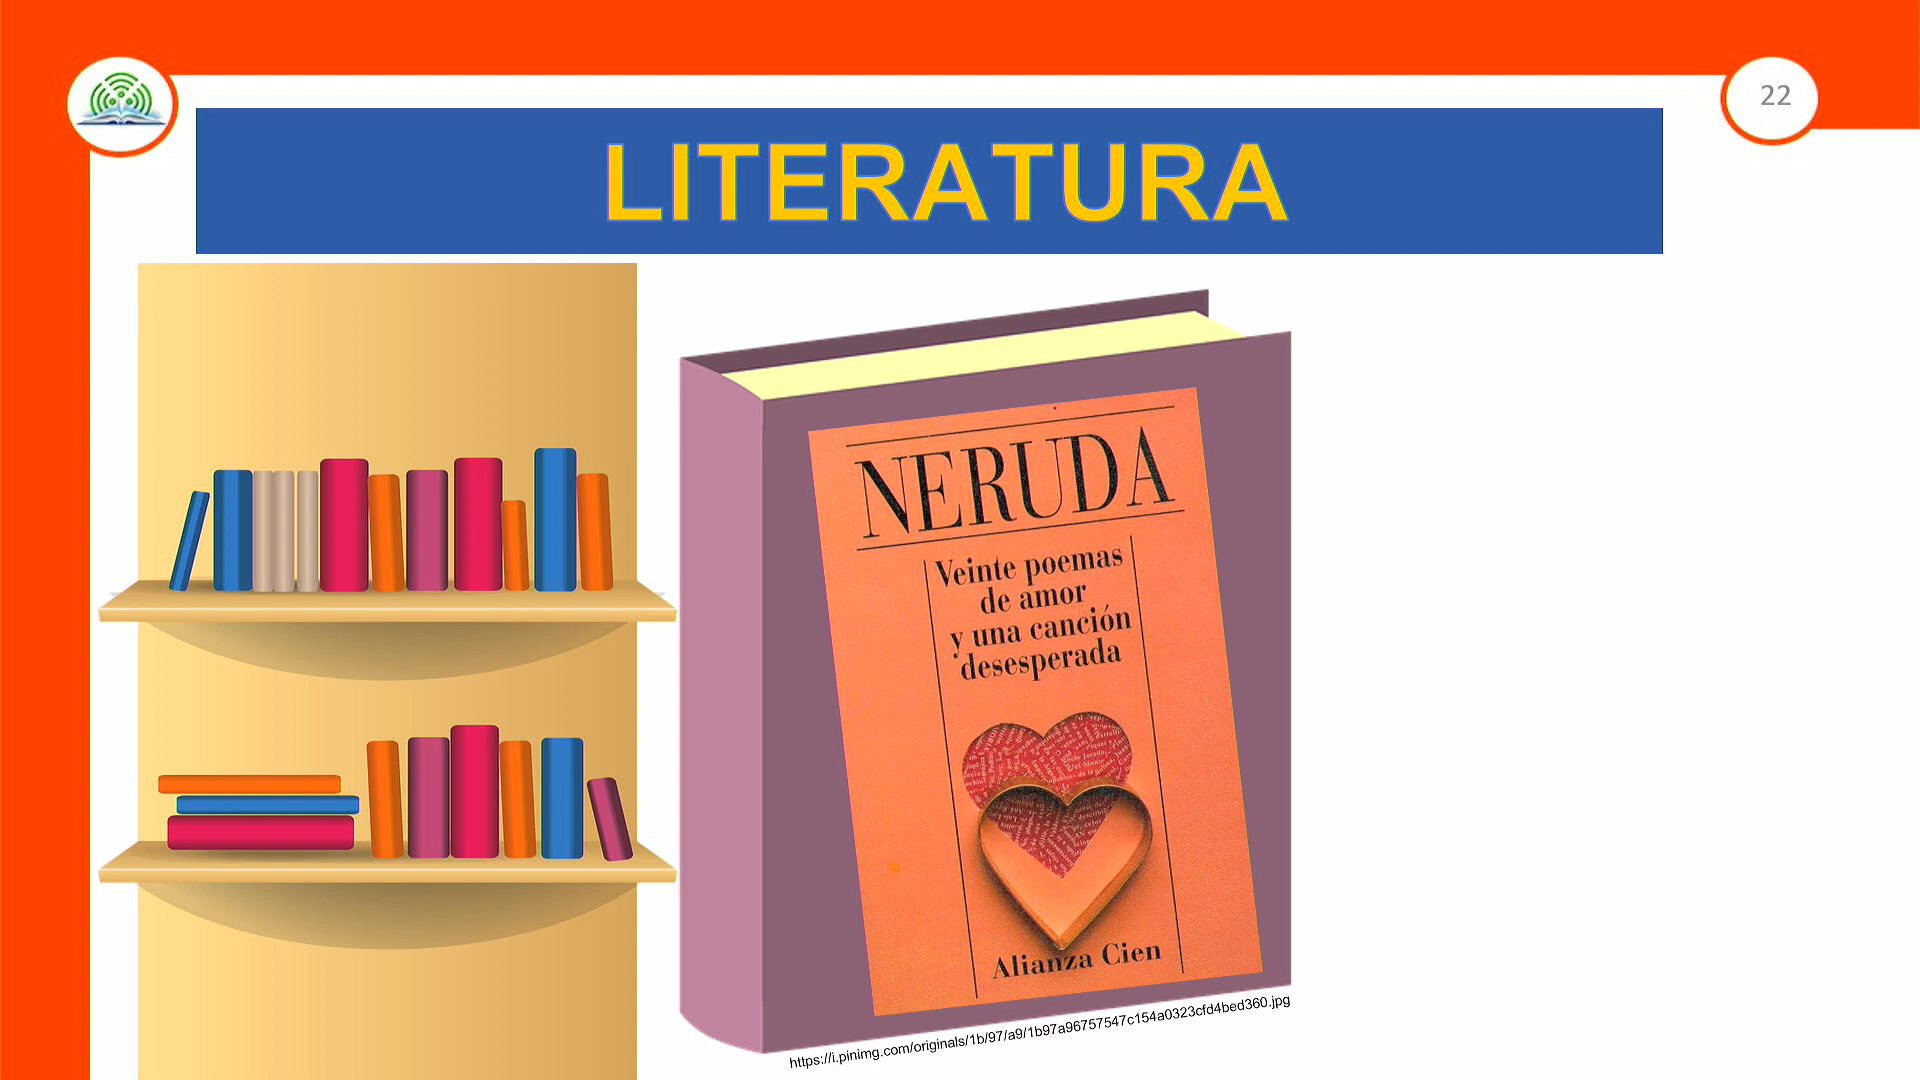 22
LITERATURA
NERUDA
Veinte poemas
de amor
y una canción
desesperada
Alianza Cien
https://i.pinimg.com/originals/1b/97/a9/1b97a96757547c154a0323cfd4bed360.jpg